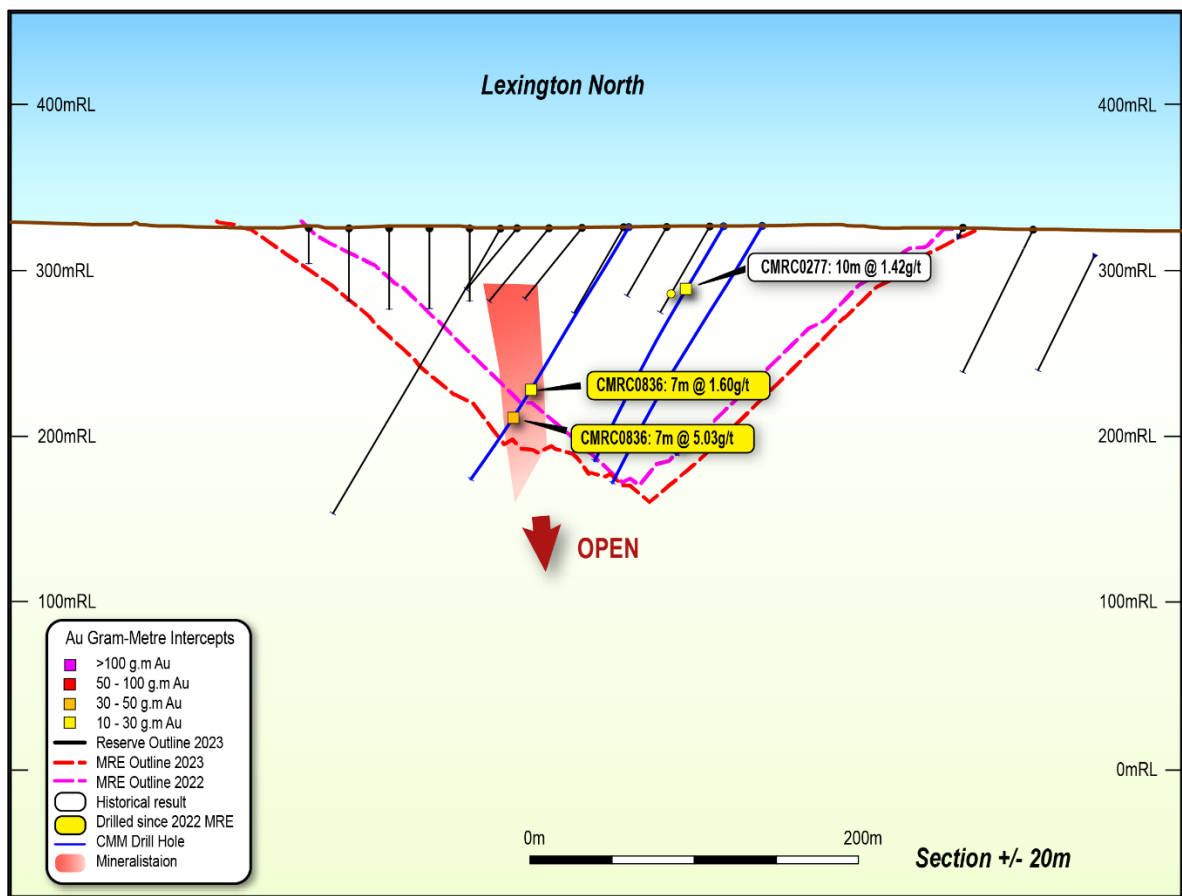 Lexington North
400mRL
400mRL
300mRL
300mRL
CMRC0277: 10m @ 1.42g/t
CMRC0836: 7m @ 1.60g/t
CMRC0836: 7m @ 5.03g/t
200mRL
200mRL
OPEN
100mRL
100mRL
Au Gram-Metre Intercepts
>100 g.m Au
50 - 100 g.m Au
30 - 50 g.m Au
10 - 30 g.m Au
Reserve Outline 2023
MRE Outline 2023
MRE Outline 2022
Historical result
Drilled since 2022 MRE
CMM Drill Hole
Mineralistaion
0mRL
0m
200m
Section +/- 20m